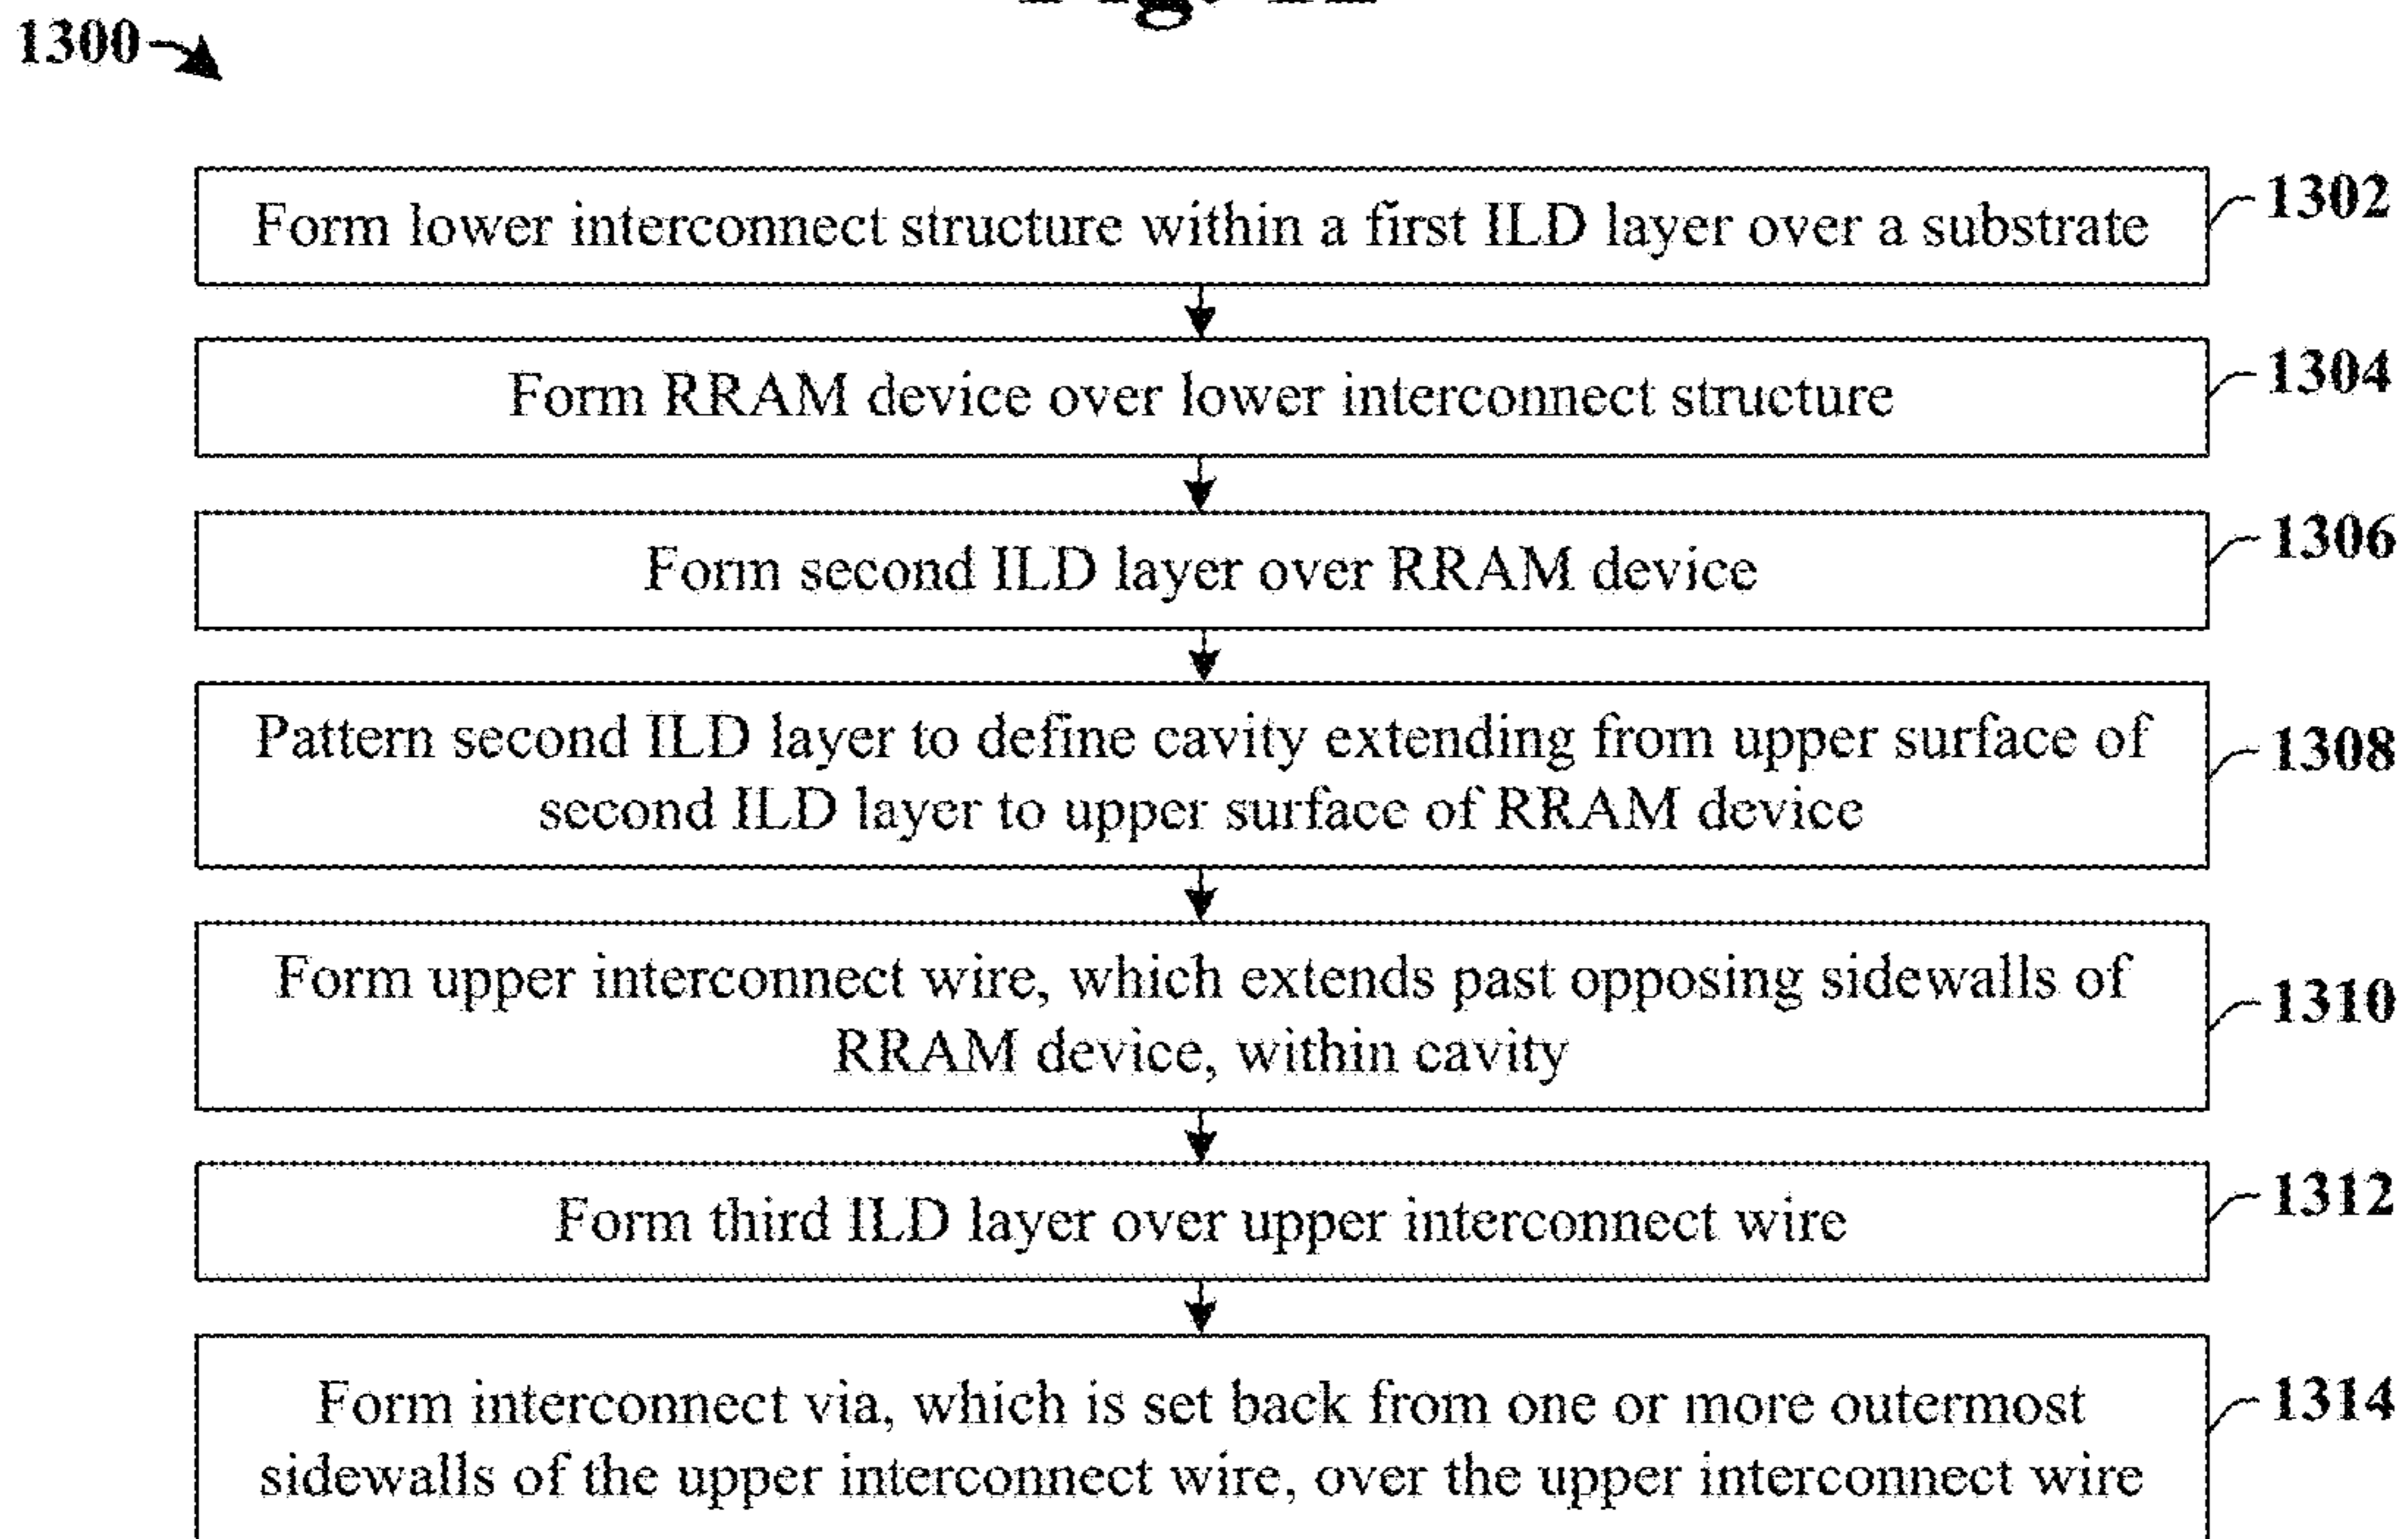 1300
Form lower interconnect structure within a first ILD layer over a substrate
1302
Form RRAM device over lower interconnect structure
1304
Form second ILD layer over RRAM device
1306
Pattern second ILD layer to define cavity extending from upper surface of
second ILD layer to upper surface of RRAM device
1308
Form upper interconnect wire, which extends past opposing sidewalls of
RRAM device, within cavity
1310
Form third ILD layer over upper interconnect wire
1312
Form interconnect via, which is set back from one or more outermost
sidewalls of the upper interconnect wire, over the upper interconnect wire
1314